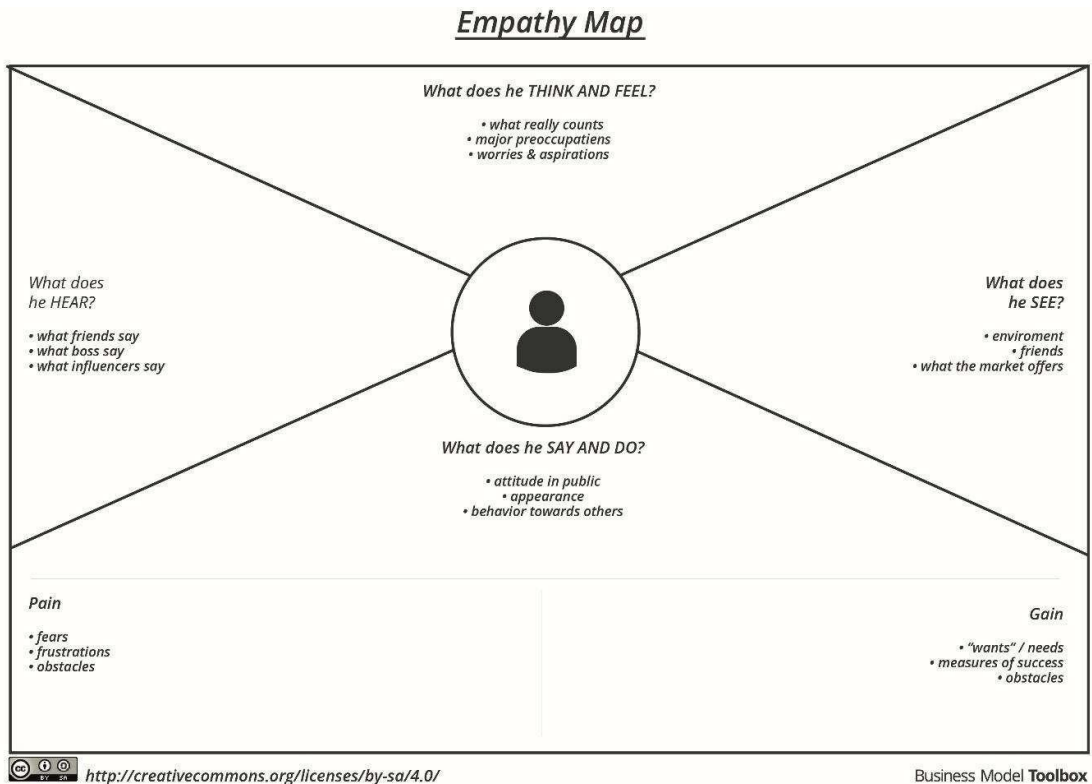 Empathy Map
What does he THINK AND FEEL?
• what really counts
• major preoccupatiens
• worries & aspirations
What does
he HEAR?
• what friends say
• what boss say
• what influencers say
What does
he SEE?
• enviroment
• friends
• what the market offers
What does he SAY AND DO?
• attitude in public
• appearance
• behavior towards others
Pain
• fears
• frustrations
• obstacles
Gain
• “wants” / needs
• measures of success
• obstacles
cc BY SA
http://creativecommons.org/licenses/by-sa/4.0/
Business Model Toolbox